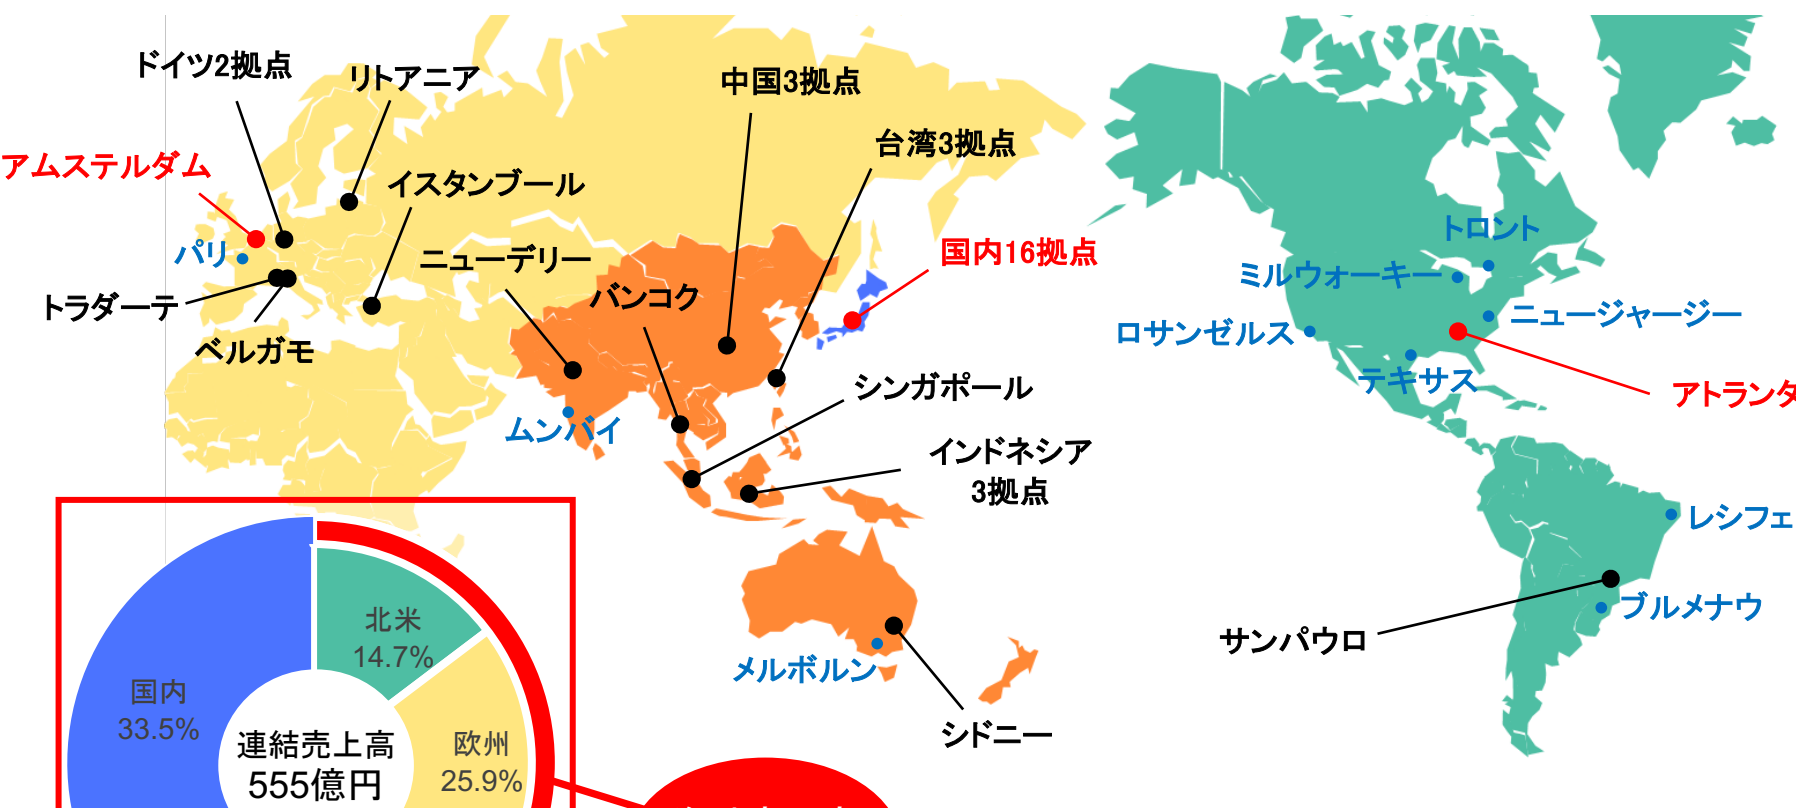 ドイツ2拠点
リトアニア
中国3拠点
台湾3拠点
アムステルダム
イスタンブール
パリ
ニューデリー
国内16拠点
トロント
ミルウォーキー
トラダーテ
バンコク
ニュージャージー
ロサンゼルス
ベルガモ
テキサス
シンガポール
アトランタ
ムンバイ
インドネシア
3拠点
レシフェ
ブルメナウ
サンパウロ
メルボルン
シドニー
北米
14.7%
国内
33.5%
欧州
25.9%
連結売上高
555億円